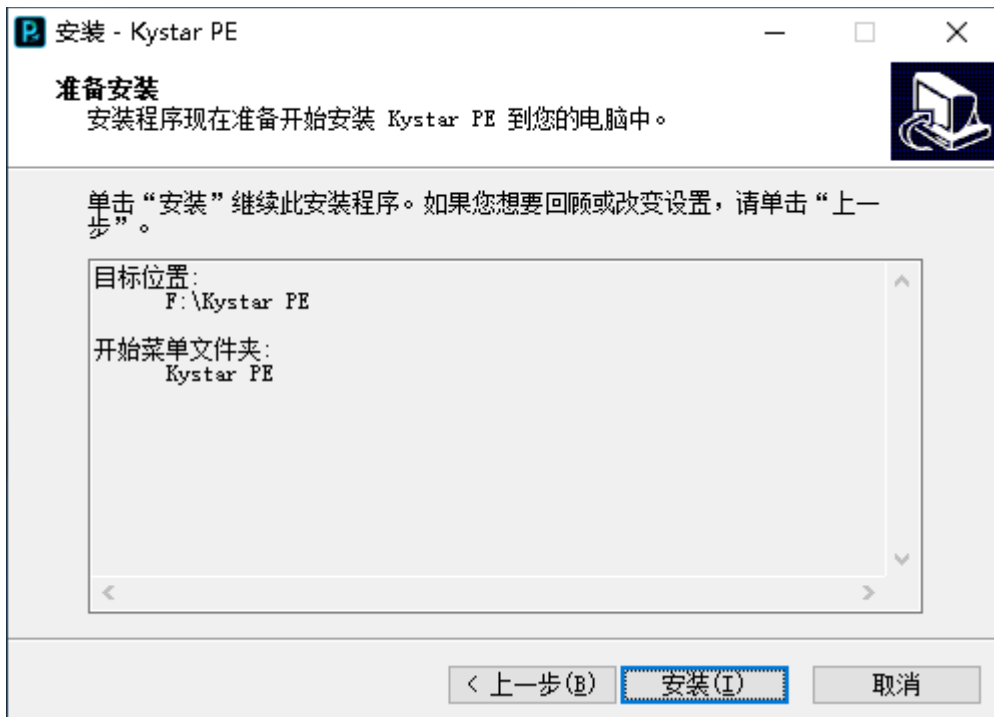 安装 - Kystar PE
准备安装
安装程序现在准备开始安装 Kystar PE 到您的电脑中。
单击“安装”继续此安装程序。如果您想要回顾或改变设置，请单击“上一
步”。
目标位置:
F:\Kystar PE
开始菜单文件夹:
Kystar PE
< 上一步(B)
安装(I)
取消